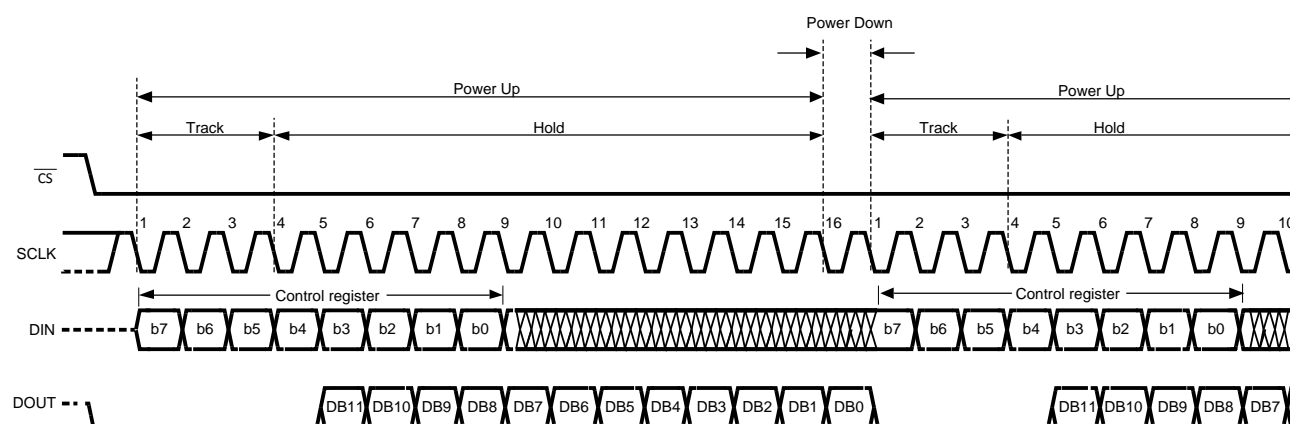 Power Down
Power Up Power Up
Track Hold Track Hold
CS
1 2 3 4 5 6 7 8 9 10 11 12 13 14 15 16 1 2 3 4 5 6 7 8 9 10
SCLK
Control register Control register
DIN b7 b6 b5 b4 b3 b2 b1 b0 b7 b6 b5 b4 b3 b2 b1 b0
DOUT DB11 DB10 DB9 DB8 DB7 DB6 DB5 DB4 DB3 DB2 DB1 DB0 DB11 DB10 DB9 DB8 DB7